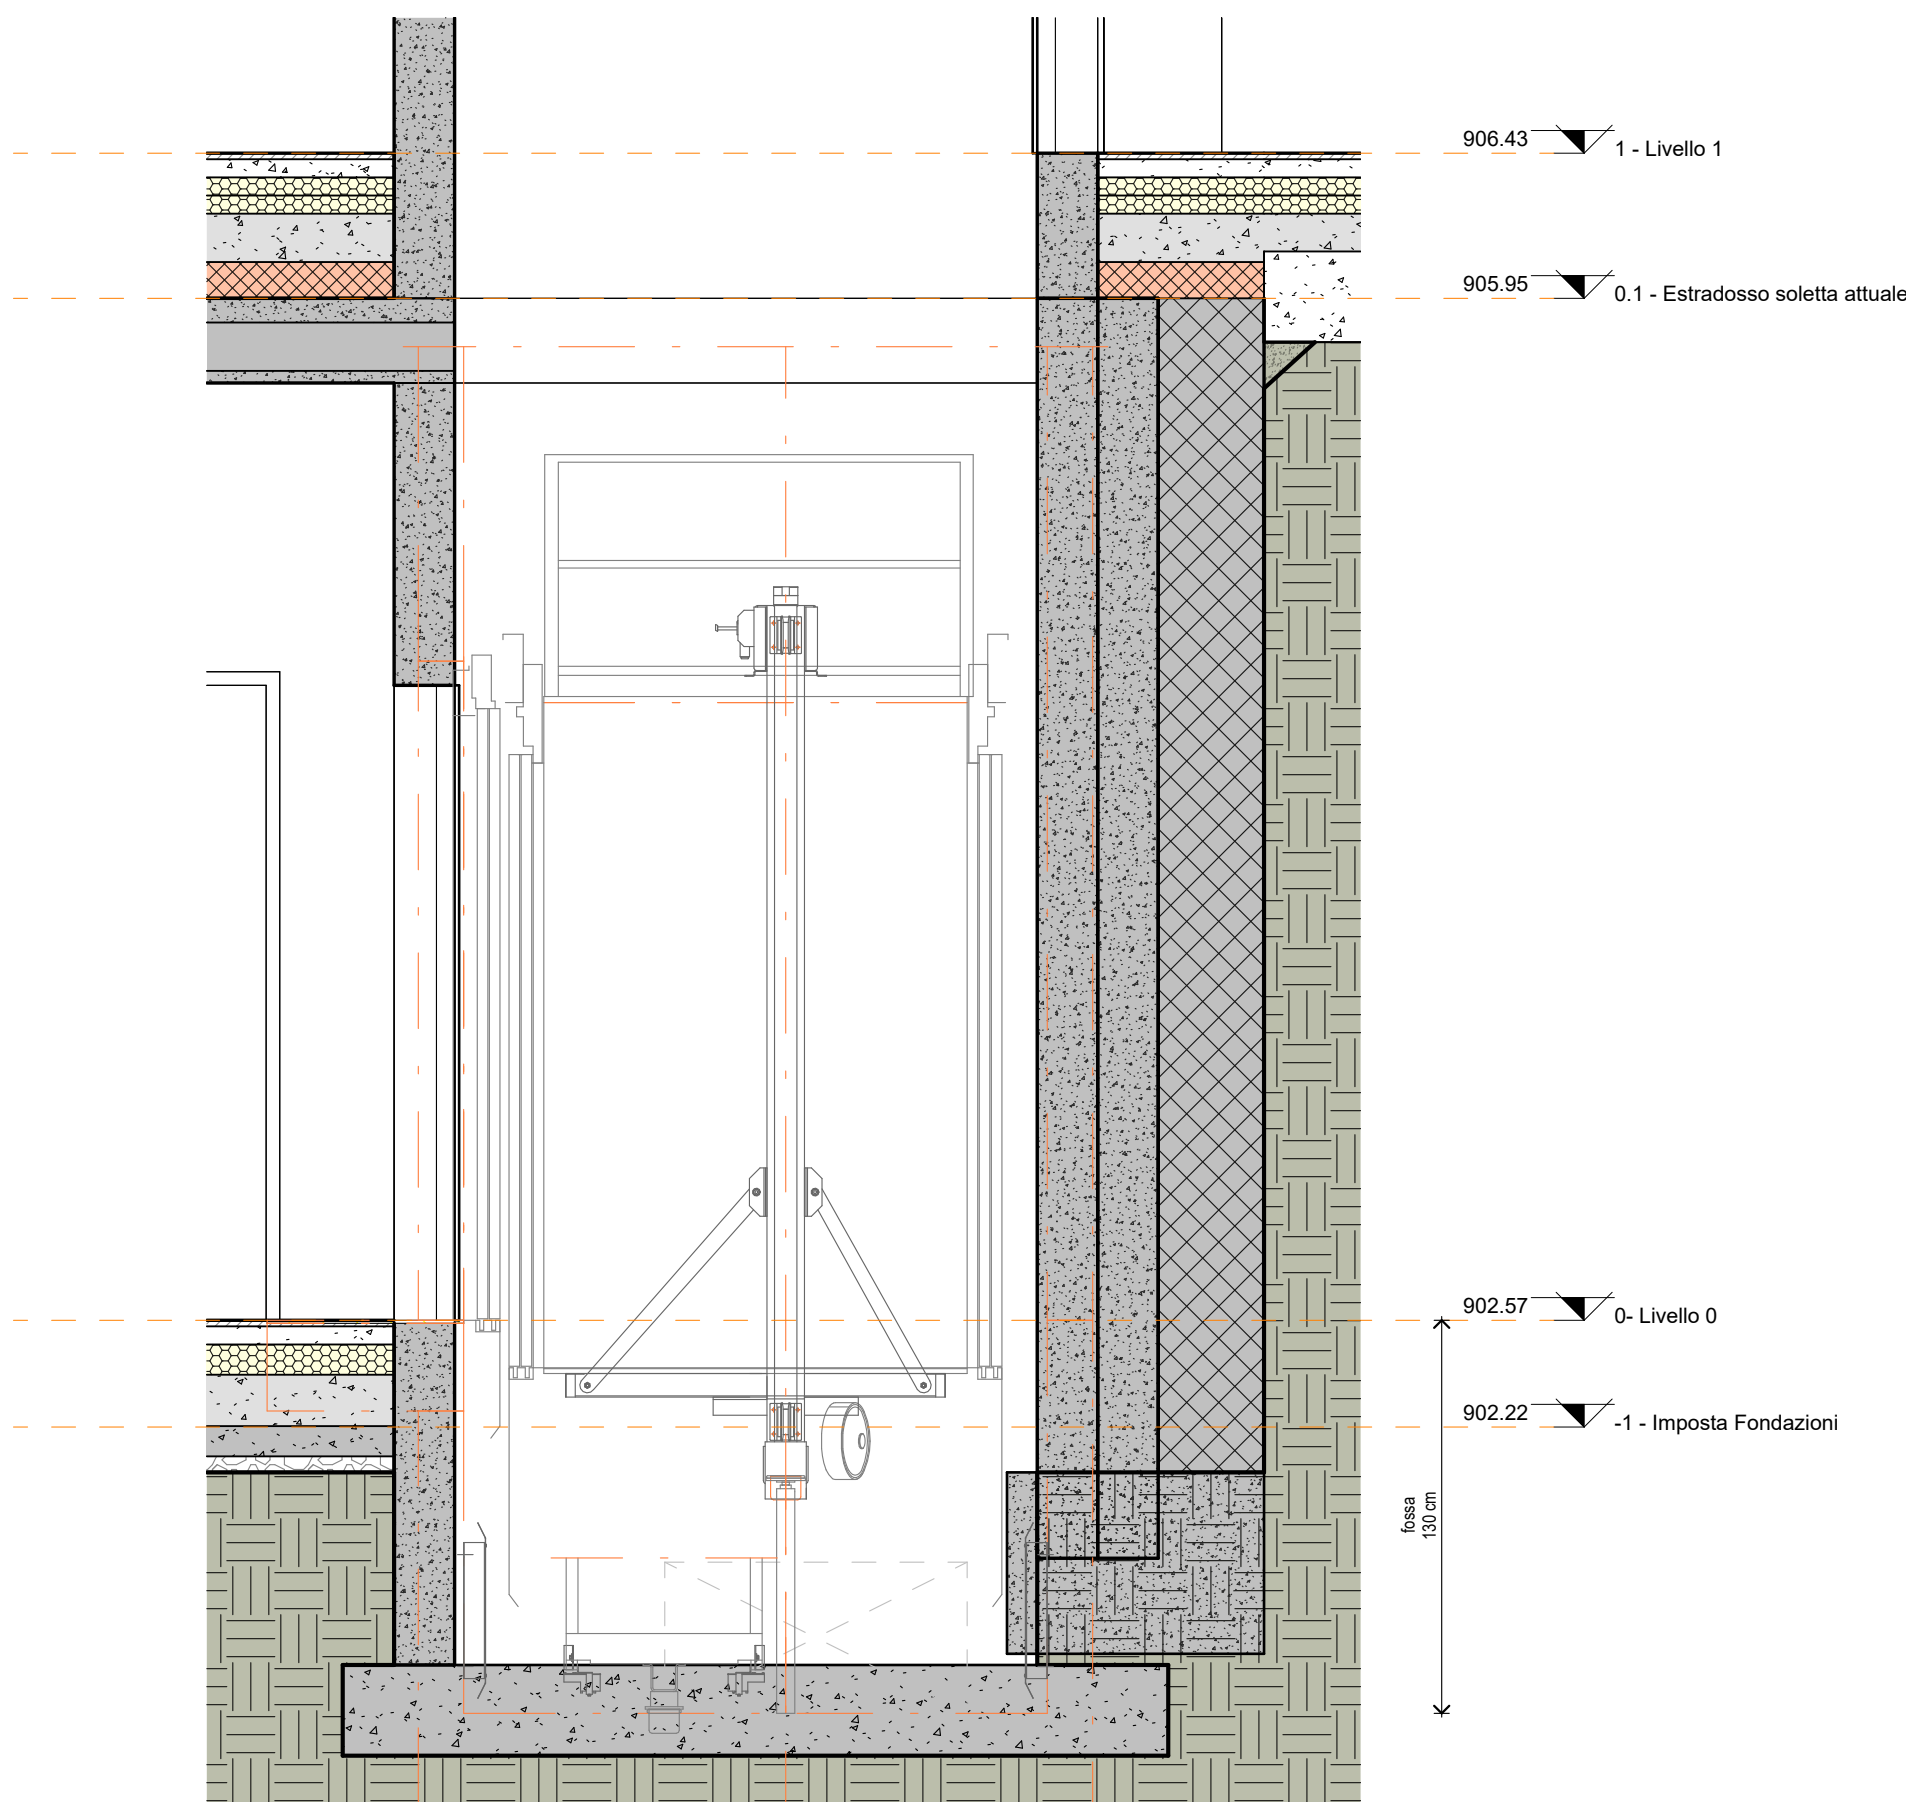 906.43
1 - Livello 1
905.95
0.1 - Estradosso soletta attuale
902.57
0- Livello 0
902.22
-1 - Imposta Fondazioni
fossa
130 cm